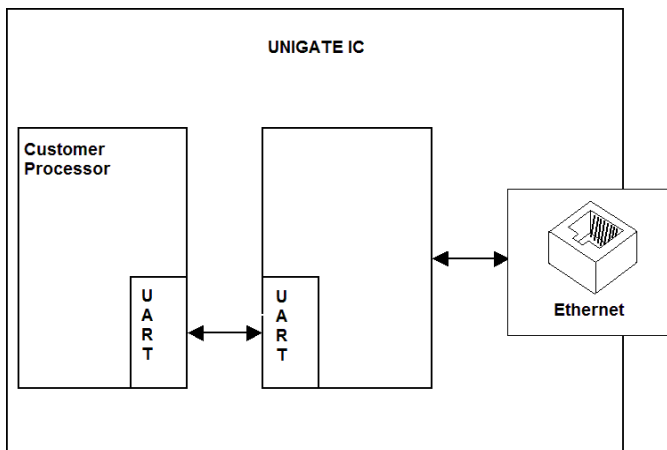 UNIGATE IC
Customer
Processor
U
A
R
T
U
A
R
T
Ethernet